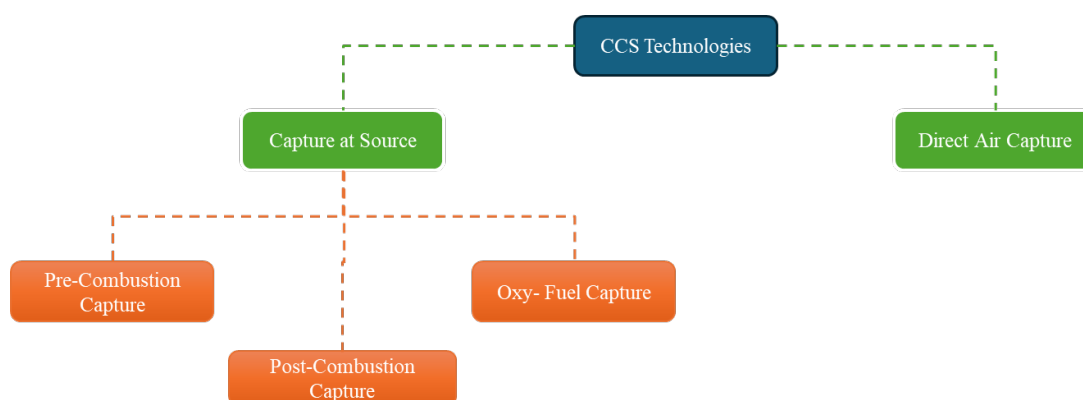 CCS Technologies
Capture at Source
Direct Air Capture
Pre-Combustion
Capture
Oxy- Fuel Capture
Post-Combustion
Capture